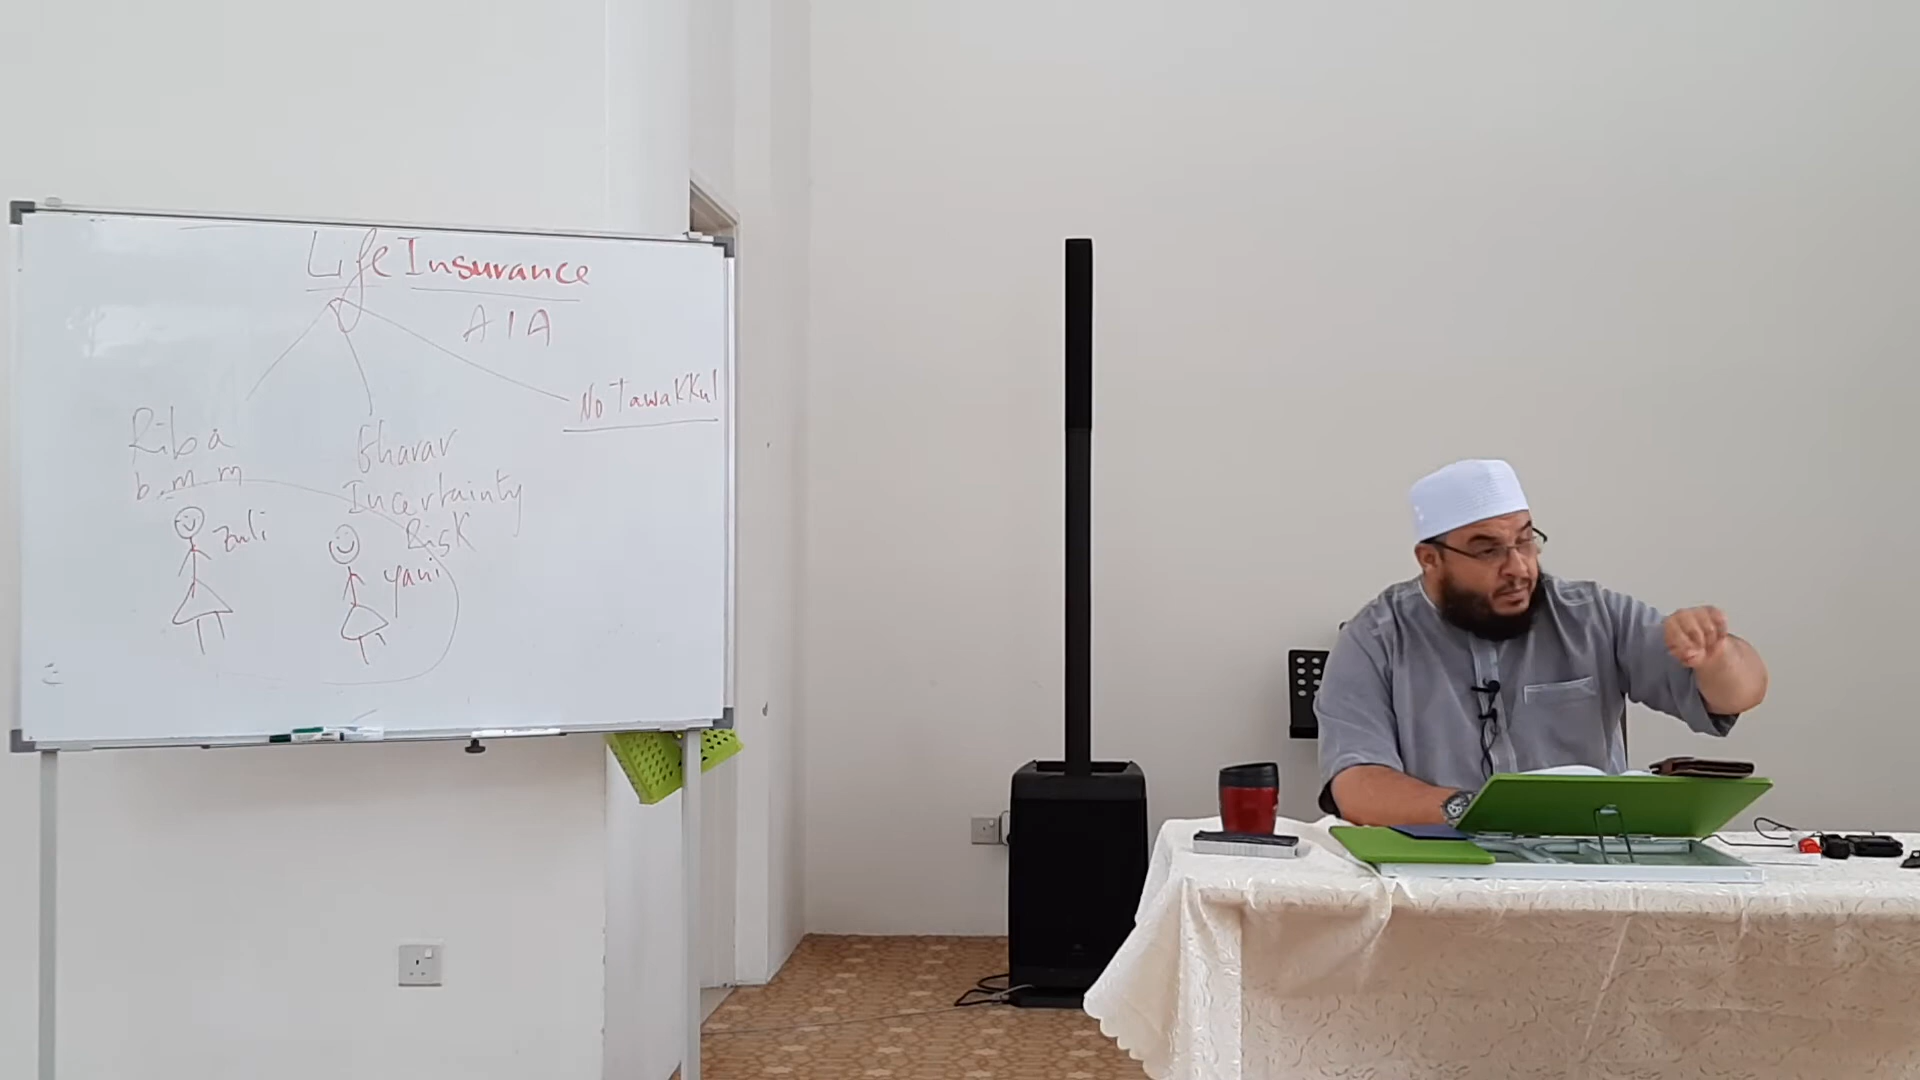 Life Insurance
AIA
No Tawakkul
Riba
b.m m
Gharar
Incertainty
Risk
Zuli
yani